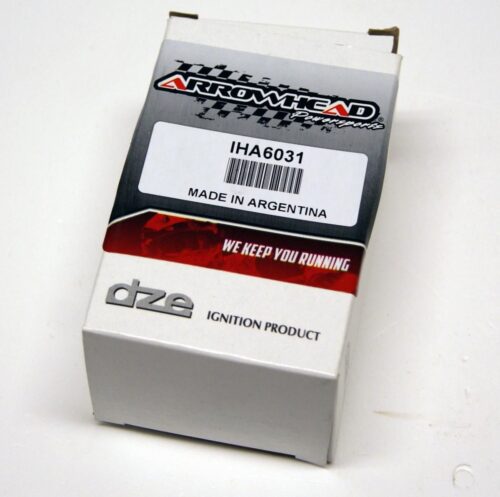 ARROWHEAD®
Powersports
IHA6031
MADE IN ARGENTINA
WE KEEP YOU RUNNING
dze IGNITION PRODUCT